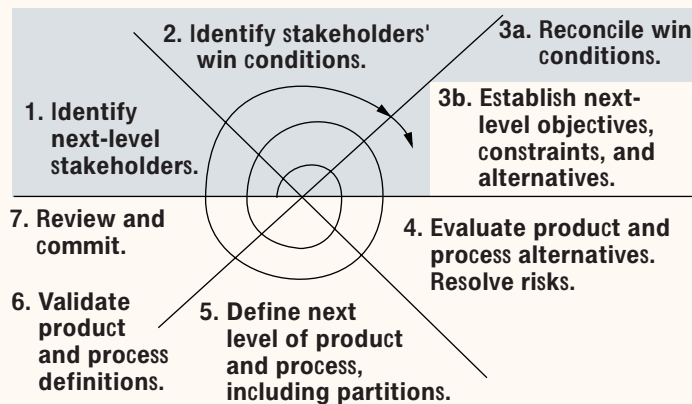 1. Identify
next-level
stakeholders.
2. Identify stakeholders'
win conditions.
3a. Reconcile win
conditions.
3b. Establish next-
level objectives,
constraints, and
alternatives.
4. Evaluate product and
process alternatives.
Resolve risks.
5. Define next
level of product
and process,
including partitions.
6. Validate
product
and process
definitions.
7. Review and
commit.